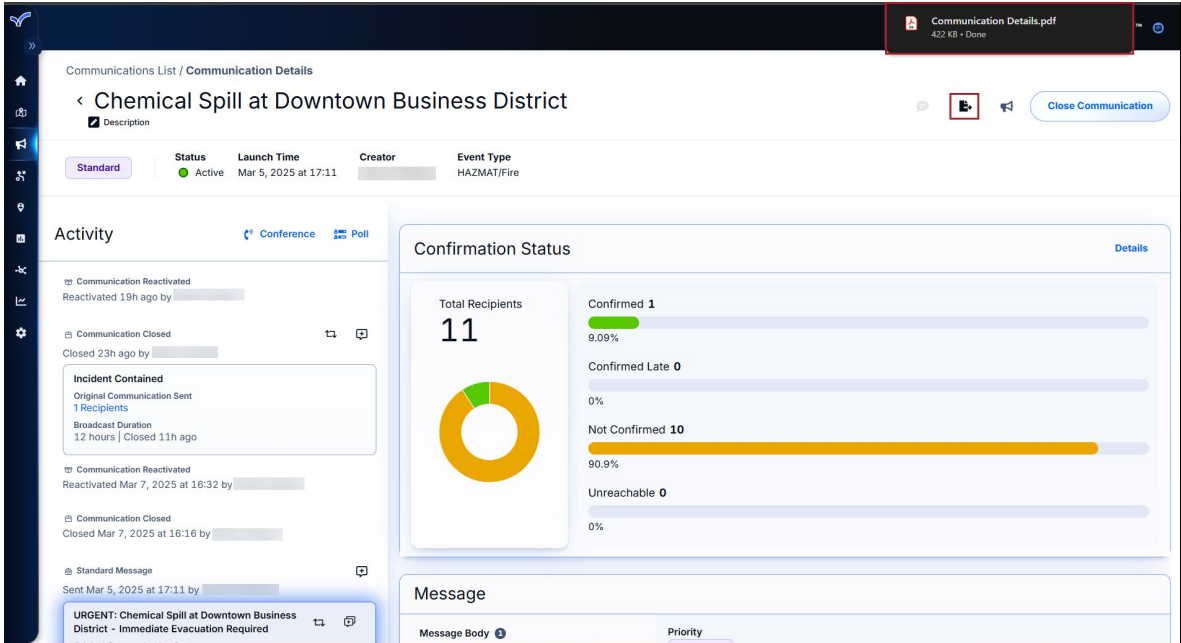 Communication Details.pdf
422 KB • Done
™
Communications List / Communication Details
Chemical Spill at Downtown Business District
Description
Close Communication
Standard
Status
Active
Launch Time
Mar 5, 2025 at 17:11
Creator
Event Type
HAZMAT/Fire
Activity
Conference
Poll
Communication Reactivated
Reactivated 19h ago by
Communication Closed
Closed 23h ago by
Incident Contained
Original Communication Sent
1 Recipients
Broadcast Duration
12 hours | Closed 11h ago
Communication Reactivated
Reactivated Mar 7, 2025 at 16:32 by
Communication Closed
Closed Mar 7, 2025 at 16:16 by
Standard Message
Sent Mar 5, 2025 at 17:11 by
URGENT: Chemical Spill at Downtown Business
District - Immediate Evacuation Required
Confirmation Status
Details
Total Recipients
11
Confirmed 1
9.09%
Confirmed Late 0
0%
Not Confirmed 10
90.9%
Unreachable 0
0%
Message
Message Body 1
Priority